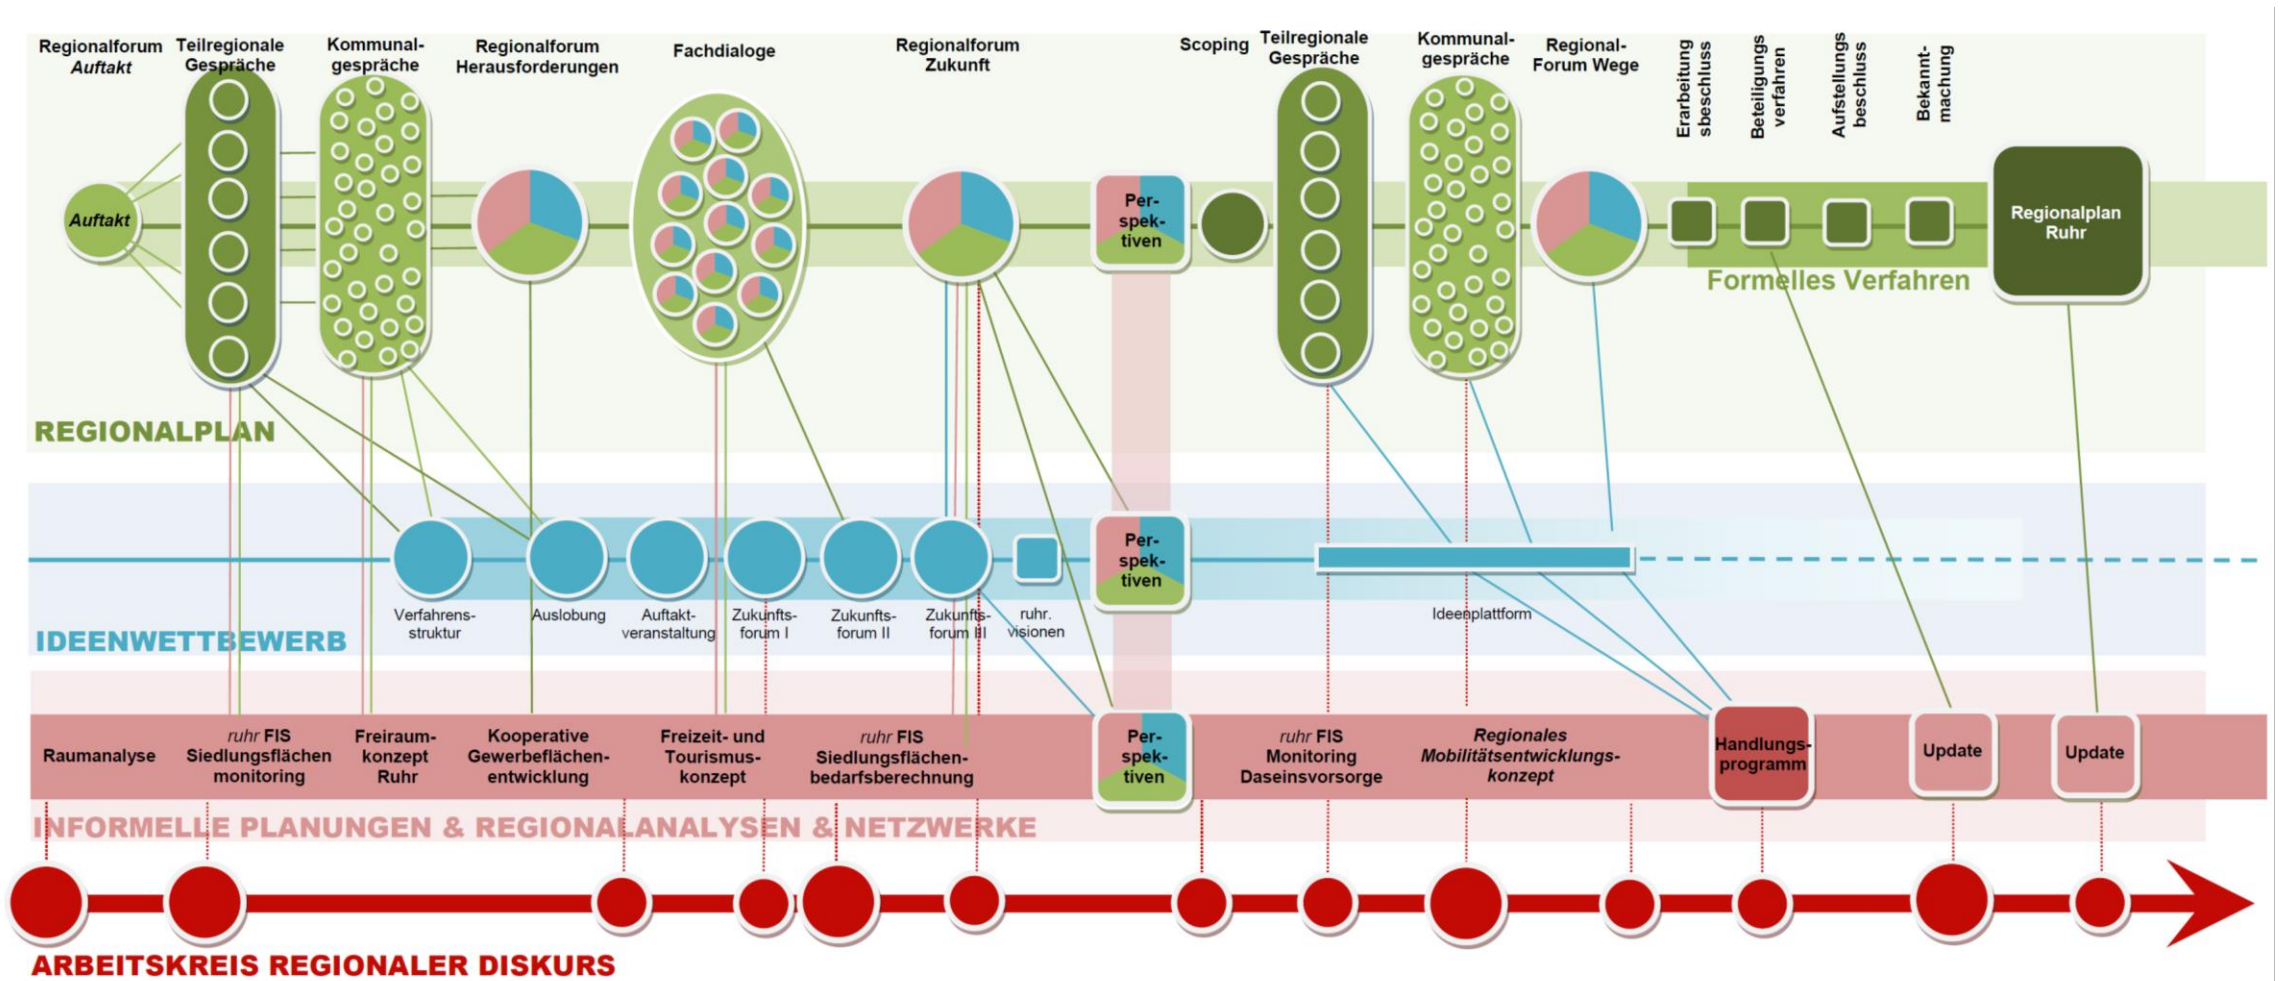 Regionalforum
Auftakt
Teilregionale
Gespräche
Kommunal-
gespräche
Regionalforum
Herausforderungen
Fachdialoge
Regionalforum
Zukunft
Scoping
Teilregionale
Gespräche
Kommunal-
gespräche
Regional-
Forum Wege
Erarbeitung
sbeschluss
Beteiligungs
verfahren
Aufstellungs
beschluss
Bekannt-
machung
Auftakt
Per-
spek-
tiven
Regionalplan
Ruhr
Formelles Verfahren
REGIONALPLAN
Per-
spek-
tiven
Verfahrens-
struktur
Auslobung
Auftakt-
veranstaltung
Zukunfts-
forum I
Zukunfts-
forum II
Zukunfts-
forum III
ruhr.
visionen
Ideenplattform
IDEENWETTBEWERB
Raumanalyse
ruhr FIS
Siedlungsflächen
monitoring
Freiraum-
konzept
Ruhr
Kooperative
Gewerbeflächen-
entwicklung
Freizeit- und
Tourismus-
konzept
ruhr FIS
Siedlungsflächen-
bedarfsberechnung
Per-
spek-
tiven
ruhr FIS
Monitoring
Daseinsvorsorge
Regionales
Mobilitätsentwicklungs-
konzept
Handlungs-
programm
Update
Update
INFORMELLE PLANUNGEN & REGIONALANALYSEN & NETZWERKE
ARBEITSKREIS REGIONALER DISKURS